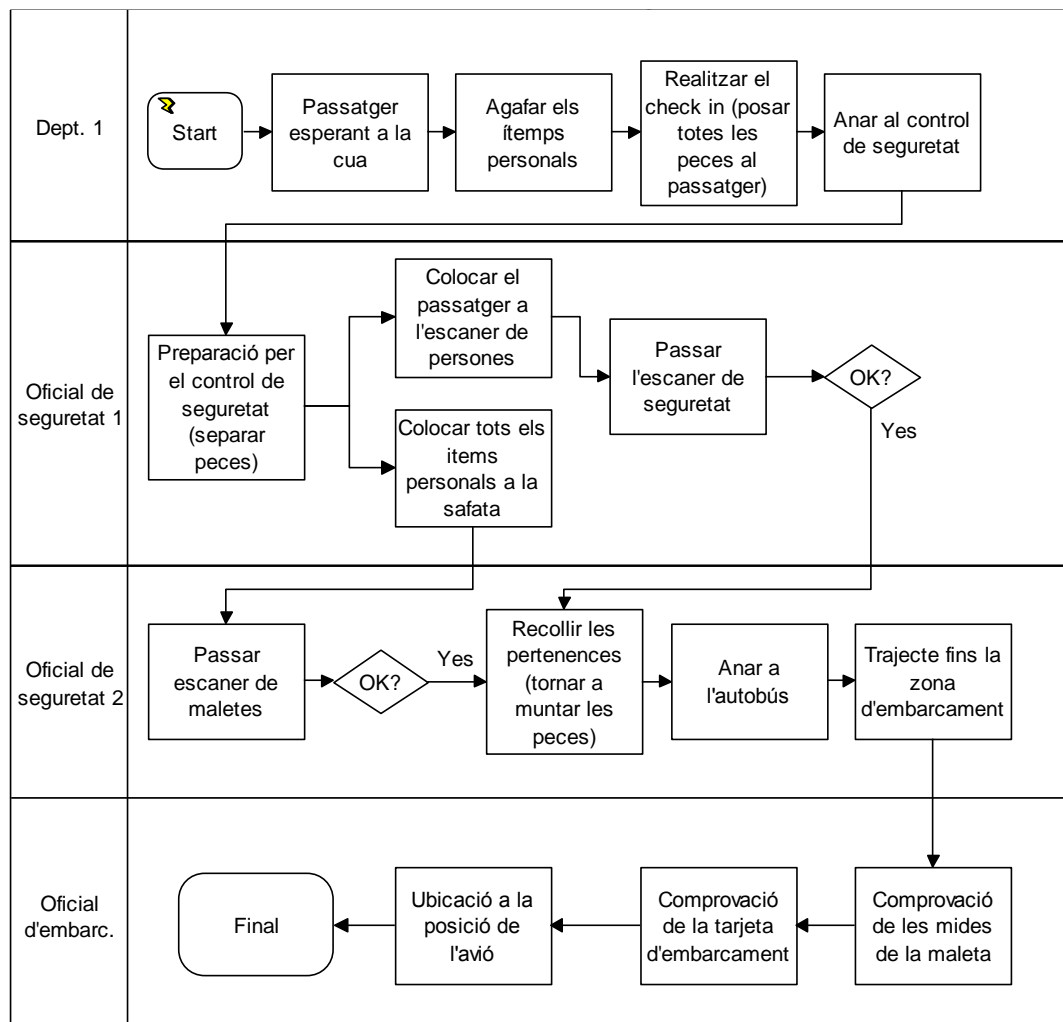 Dept. 1
Start
Passatger
esperant a la
cua
Agafar els
ítemps
personals
Realitzar el
check in (posar
totes les
peces al
passatger)
Anar al control
de seguretat
Oficial de
seguretat 1
Preparació per
el control de
seguretat
(separar
peces)
Colocar el
passatger a
l'escaner de
persones
Colocar tots els
items
personals a la
safata
Passar
l'escaner de
seguretat
OK?
Yes
Oficial de
seguretat 2
Passar
escaner de
maletes
OK?
Yes
Recollir les
pertenences
(tornar a
muntar les
peces)
Anar a
l'autobús
Trajecte fins la
zona
d'embarcament
Oficial
d'embarc.
Final
Ubicació a la
posició de
l'avió
Comprovació
de la tarjeta
d'embarcament
Comprovació
de les mides
de la maleta